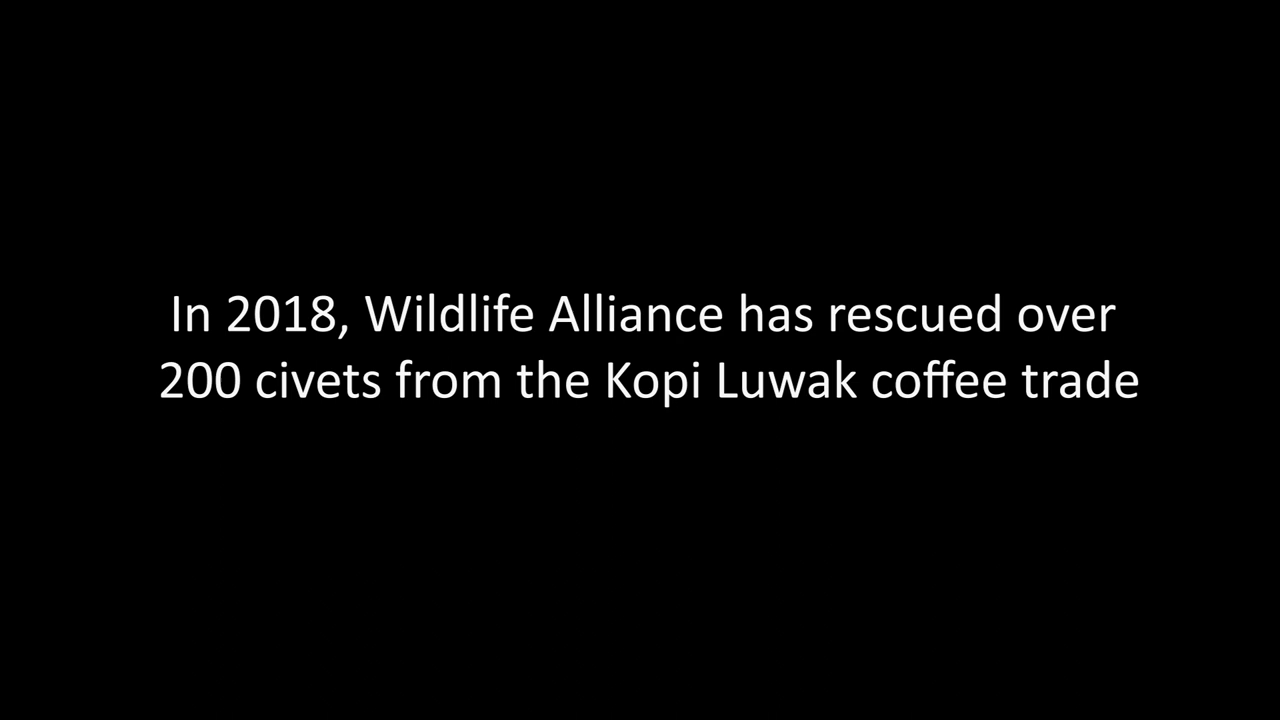 In 2018, Wildlife Alliance has rescued over
200 civets from the Kopi Luwak coffee trade